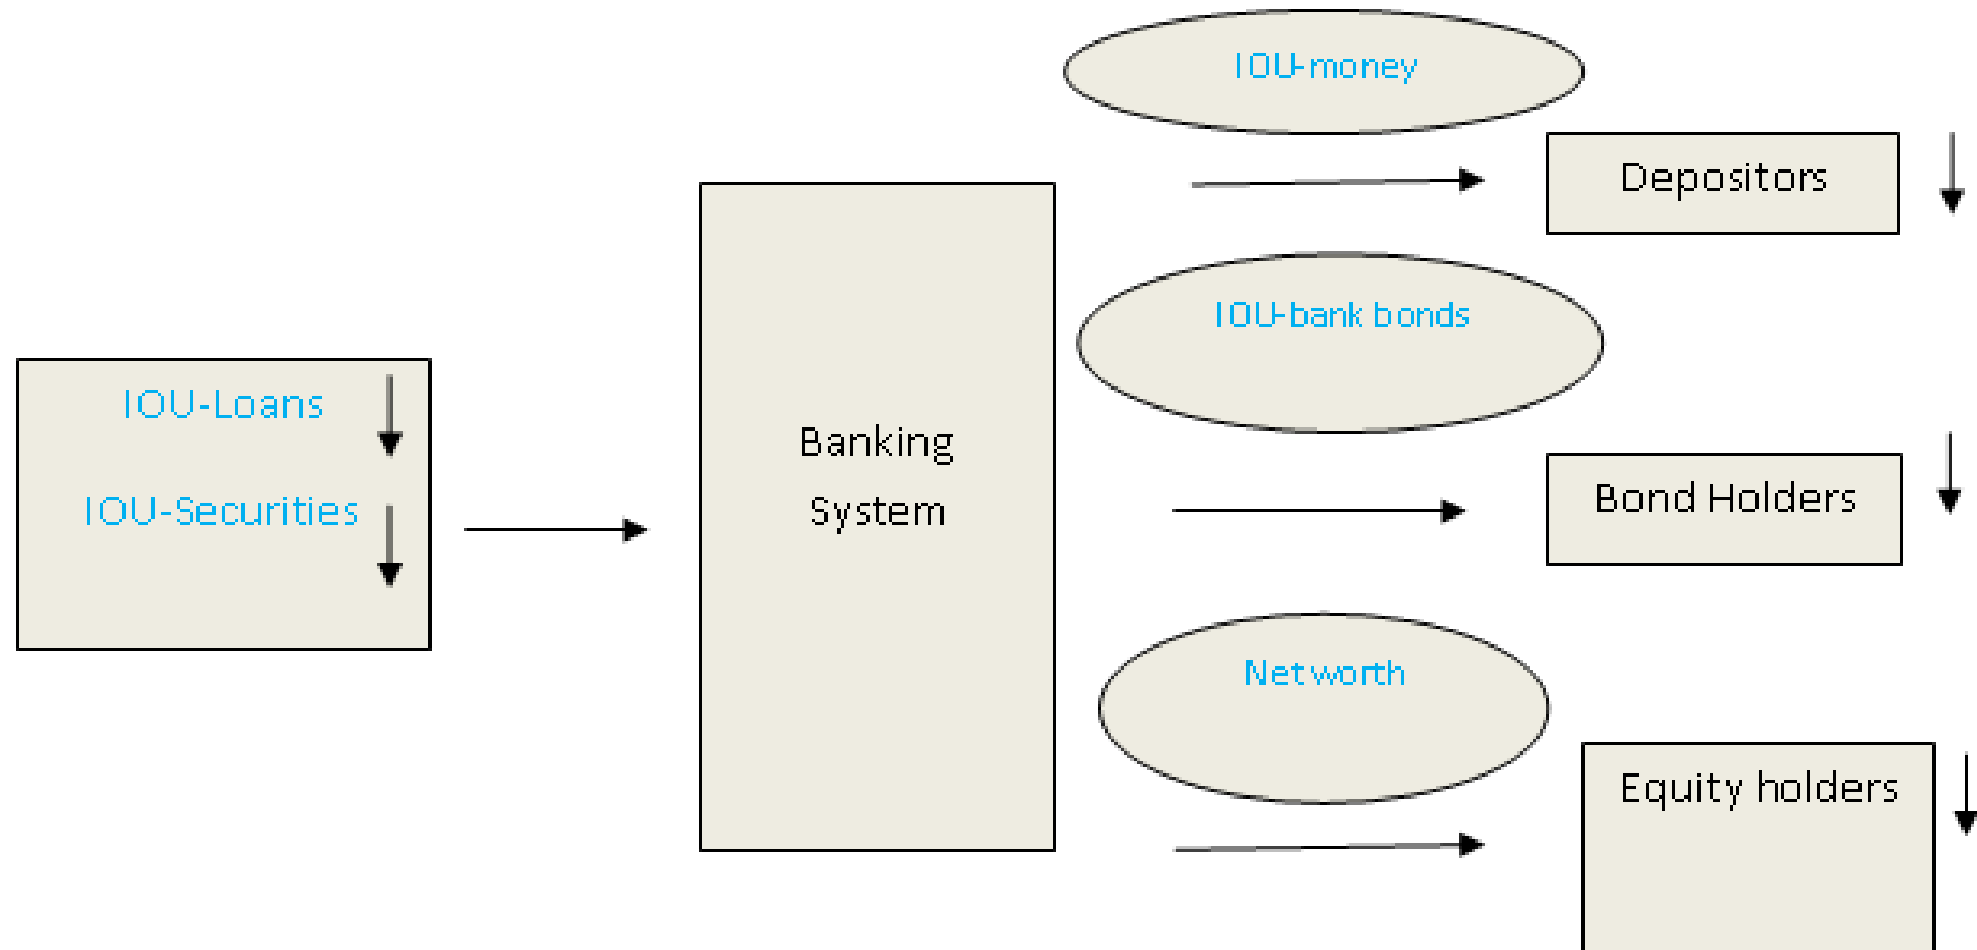 IOU-money
Depositors
IOU-bank bonds
IOU-Loans
Banking
System
IOU-Securities
Bond Holders
Net worth
Equity holders